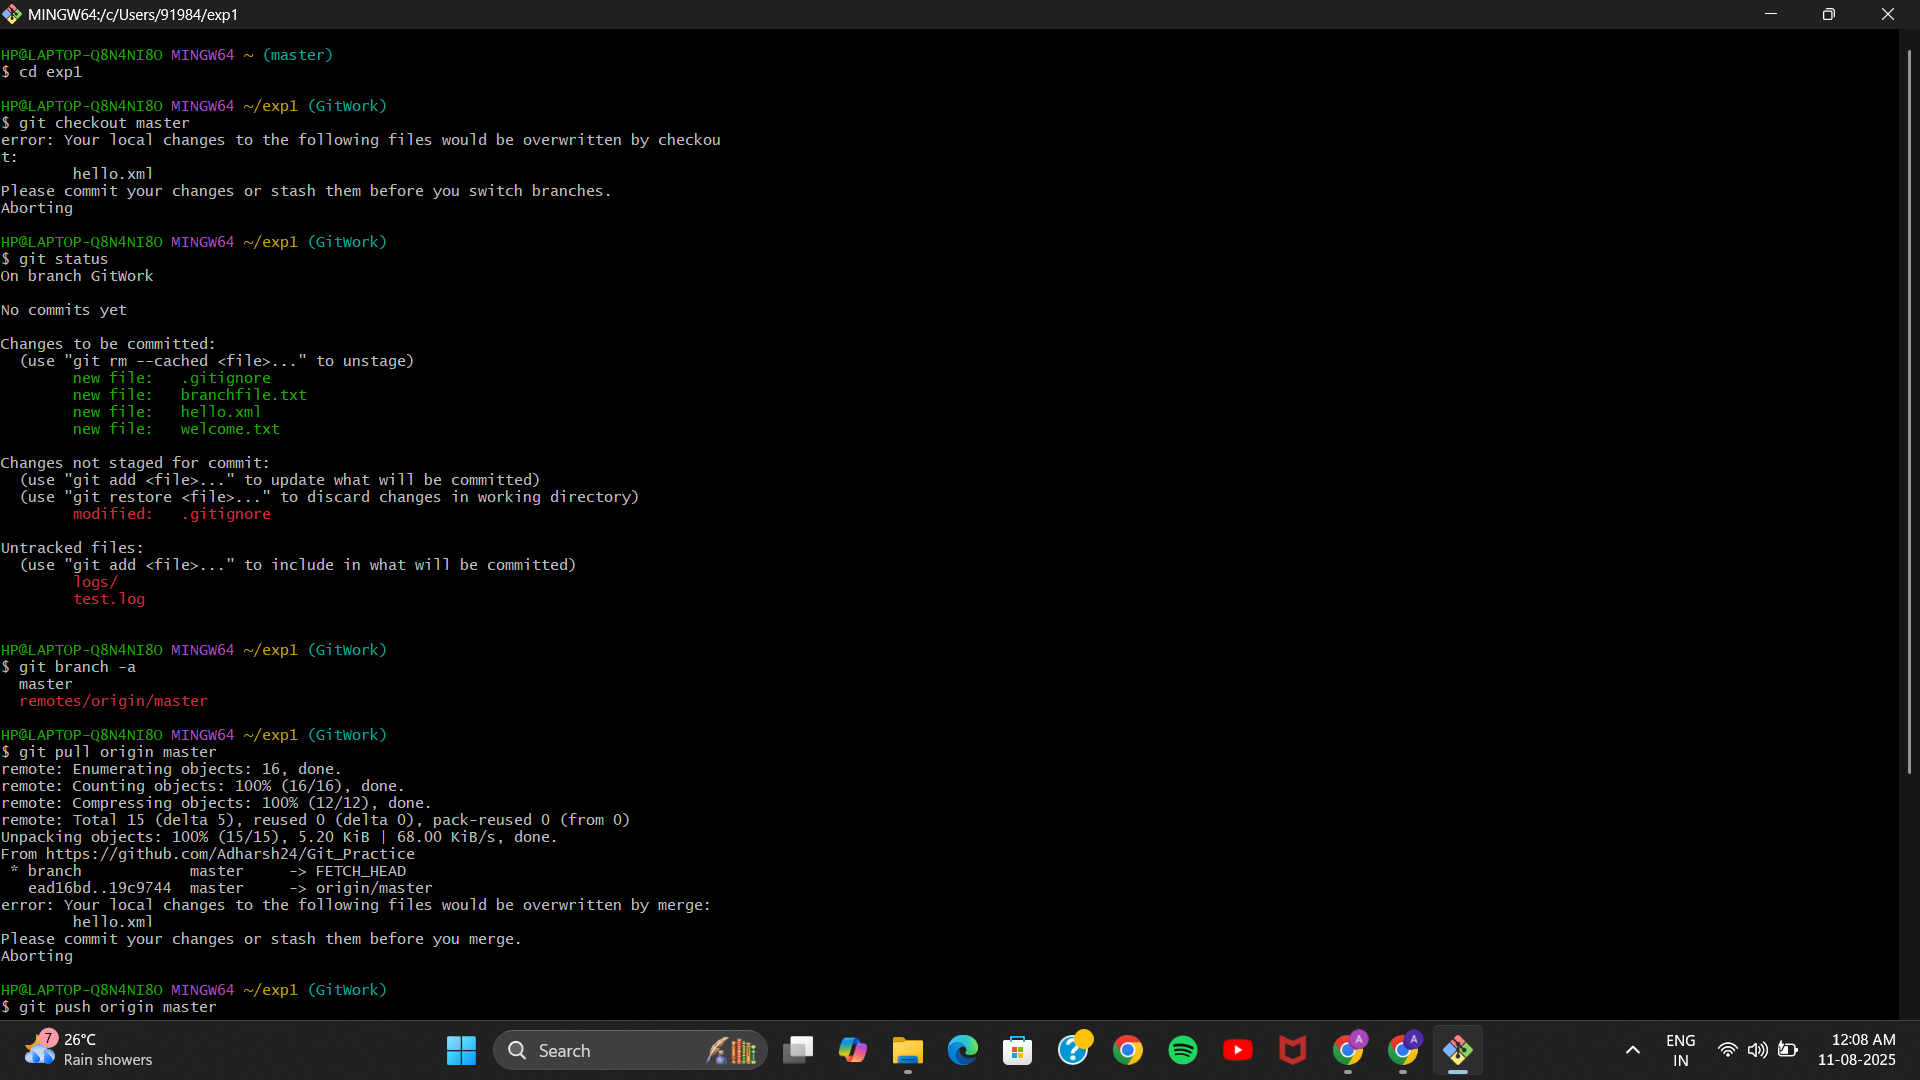 MINGW64:/c/Users/91984/exp1
HP@LAPTOP-Q8N4NI8O MINGW64 ~ (master)
$ cd exp1
HP@LAPTOP-Q8N4NI8O MINGW64 ~/exp1 (GitWork)
$ git checkout master
error: Your local changes to the following files would be overwritten by checkou
t:
hello.xml
Please commit your changes or stash them before you switch branches.
Aborting
HP@LAPTOP-Q8N4NI8O MINGW64 ~/exp1 (GitWork)
$ git status
On branch GitWork
No commits yet
Changes to be committed:
(use "git rm --cached <file>..." to unstage)
new file:   .gitignore
new file:   branchfile.txt
new file:   hello.xml
new file:   welcome.txt
Changes not staged for commit:
(use "git add <file>..." to update what will be committed)
(use "git restore <file>..." to discard changes in working directory)
modified:   .gitignore
Untracked files:
(use "git add <file>..." to include in what will be committed)
logs/
test.log
HP@LAPTOP-Q8N4NI8O MINGW64 ~/exp1 (GitWork)
$ git branch -a
master
remotes/origin/master
HP@LAPTOP-Q8N4NI8O MINGW64 ~/exp1 (GitWork)
$ git pull origin master
remote: Enumerating objects: 16, done.
remote: Counting objects: 100% (16/16), done.
remote: Compressing objects: 100% (12/12), done.
remote: Total 15 (delta 5), reused 0 (delta 0), pack-reused 0 (from 0)
Unpacking objects: 100% (15/15), 5.20 KiB | 68.00 KiB/s, done.
From https://github.com/Adharsh24/Git_Practice
* branch            master     -> FETCH_HEAD
ead16bd..19c9744  master     -> origin/master
error: Your local changes to the following files would be overwritten by merge:
hello.xml
Please commit your changes or stash them before you merge.
Aborting
HP@LAPTOP-Q8N4NI8O MINGW64 ~/exp1 (GitWork)
$ git push origin master
7
26°C
Rain showers
Search
A
A
ENG
IN
12:08 AM
11-08-2025